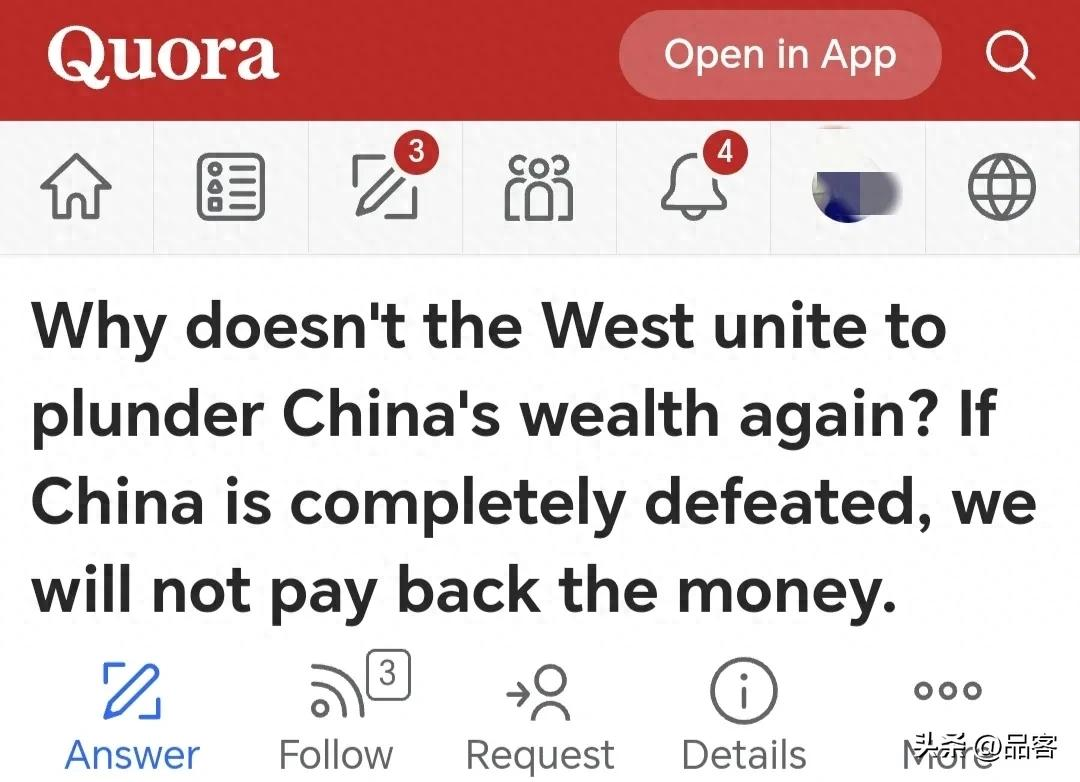 Quora
Open in App
3
4
Why doesn't the West unite to
plunder China's wealth again? If
China is completely defeated, we
will not pay back the money.
3
Answer
Follow
Request
Details
More
头条 @品客